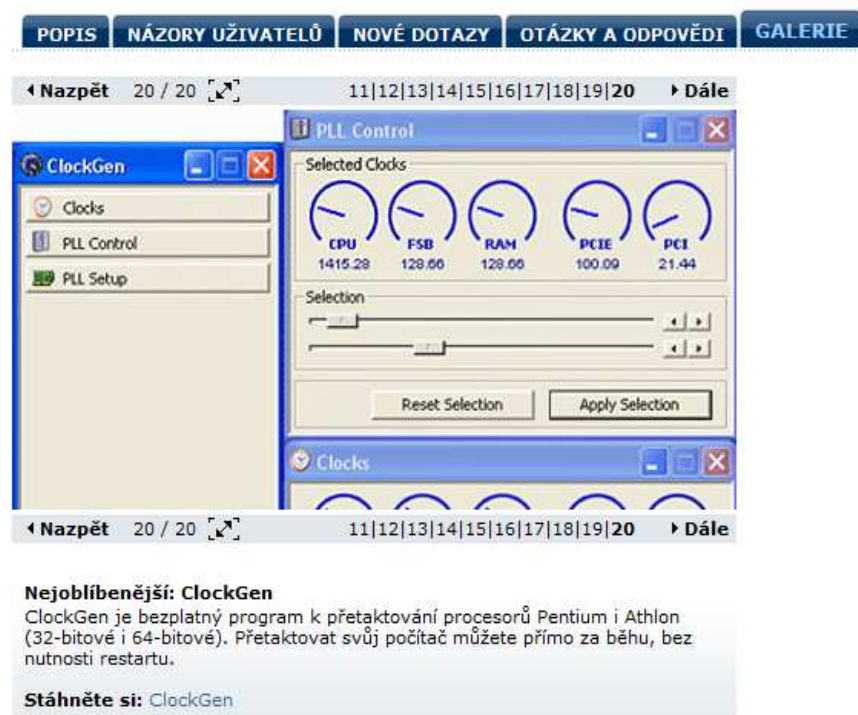 POPIS NÁZORY UŽIVATELŮ NOVÉ DOTAZY OTÁZKY A ODPOVĚDI GALERIE
Nazpět 20 / 20 11|12|13|14|15|16|17|18|19|20 Dále
PLL Control
ClockGen
Selected Clocks
Clocks
PLL Control
PLL Setup
CPU FSB RAM PCIE PCI
1415.28 128.66 128.66 100.09 21.44
Selection
Reset Selection Apply Selection
Clocks
Nazpět 20 / 20 11|12|13|14|15|16|17|18|19|20 Dále
Nejoblíbenější: ClockGen
ClockGen je bezplatný program k přetaktování procesorů Pentium i Athlon
(32-bitové i 64-bitové). Přetaktovat svůj počítač můžete přímo za běhu, bez
nutnosti restartu.
Stáhněte si: ClockGen